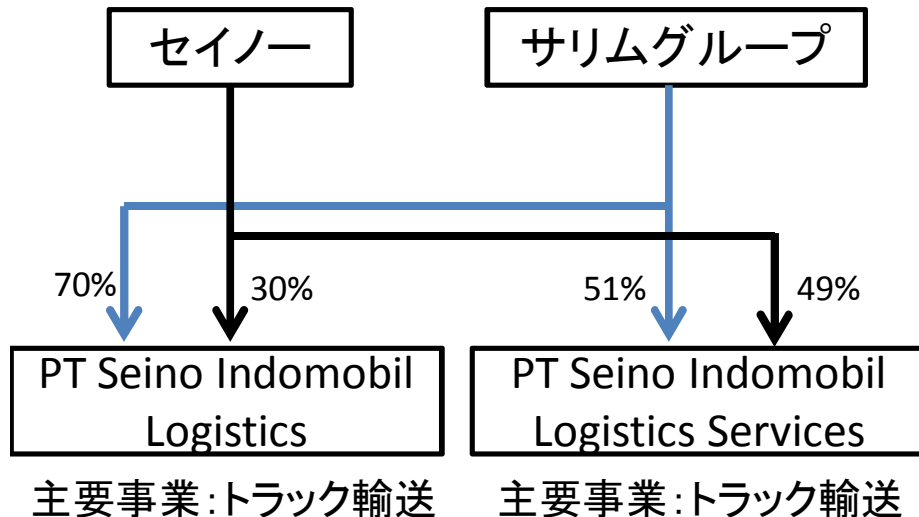 セイノー
サリムグループ
70%
30%
51%
49%
PT Seino Indomobil
Logistics
PT Seino Indomobil
Logistics Services
主要事業：トラック輸送
主要事業：トラック輸送